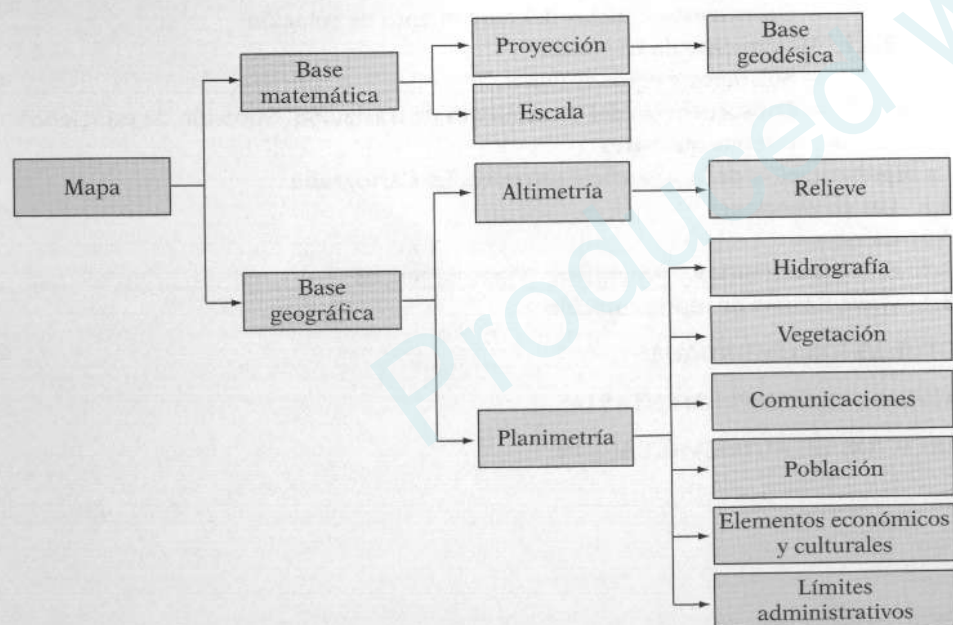 Proyección
Base
geodésica
Base
matemática
Escala
Mapa
Altimetría
Relieve
Base
geográfica
Hidrografía
Vegetación
Comunicaciones
Planimetría
Población
Elementos económicos
y culturales
Límites
administrativos
Produced w